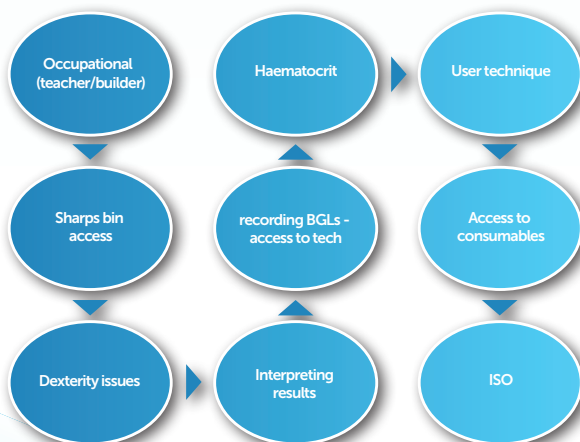 Occupational
(teacher/builder)
Sharps bin
access
Dexterity issues
Interpreting
results
recording BGLs -
access to tech
Haematocrit
User technique
Access to
consumables
ISO